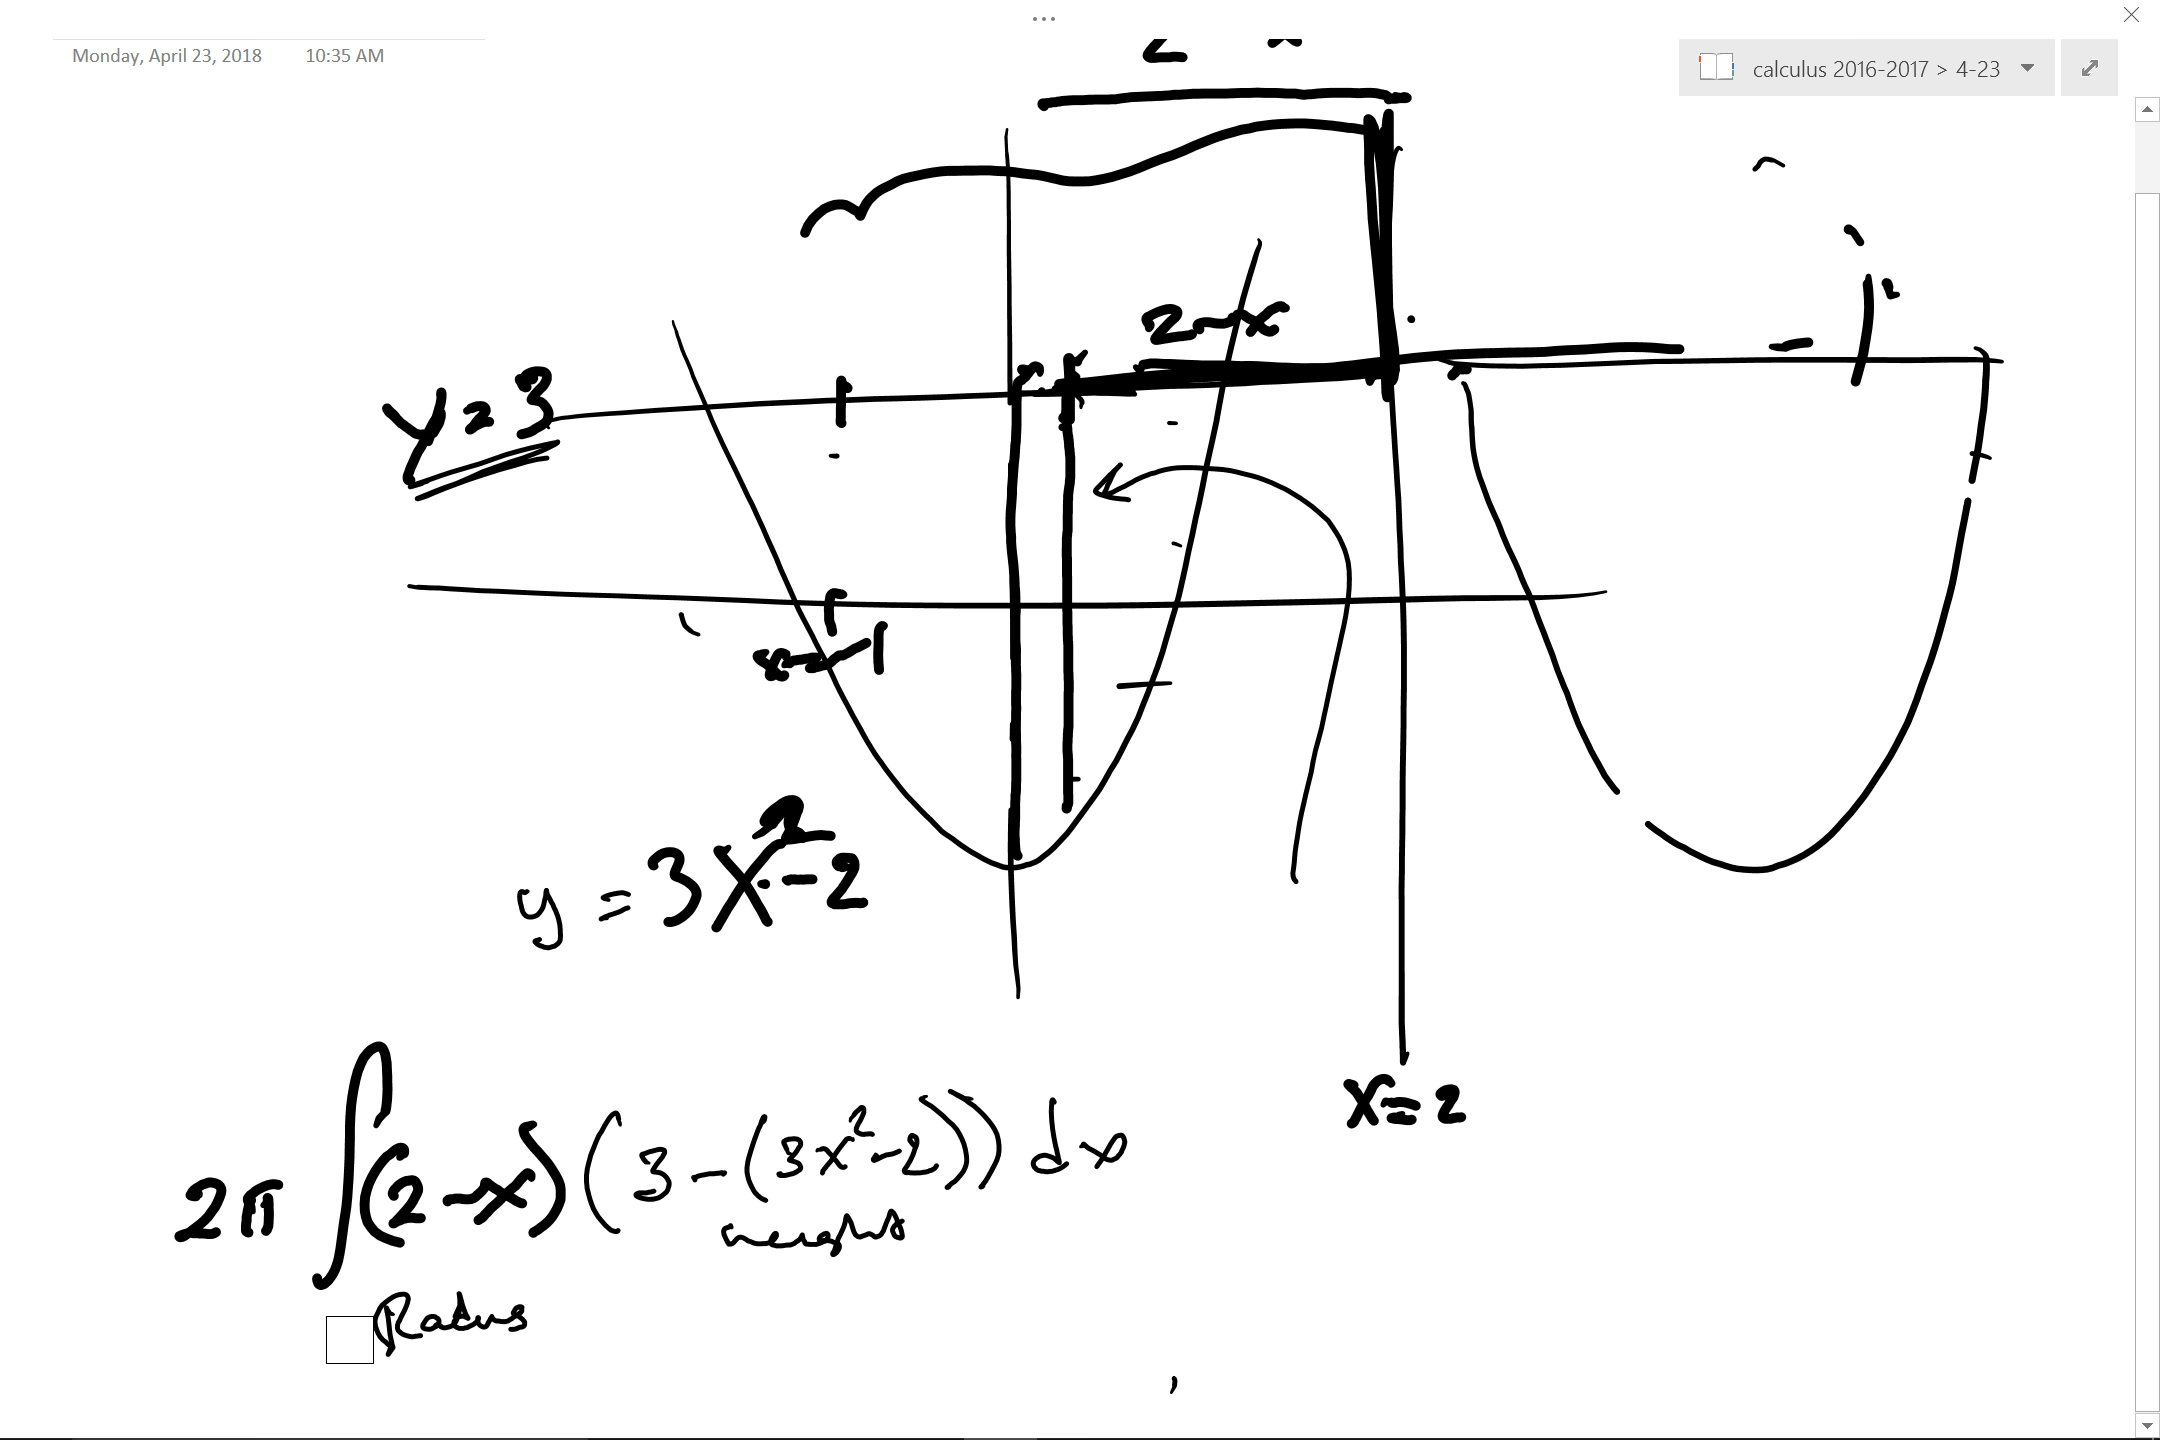 Monday, April 23, 2018 10:35 AM
calculus 2016-2017 > 4-23
2-x
y=3
x=-1
y = 3x²-2
x=2
2π ∫(2-x)(3-(3x²-2))dx
height
Radius